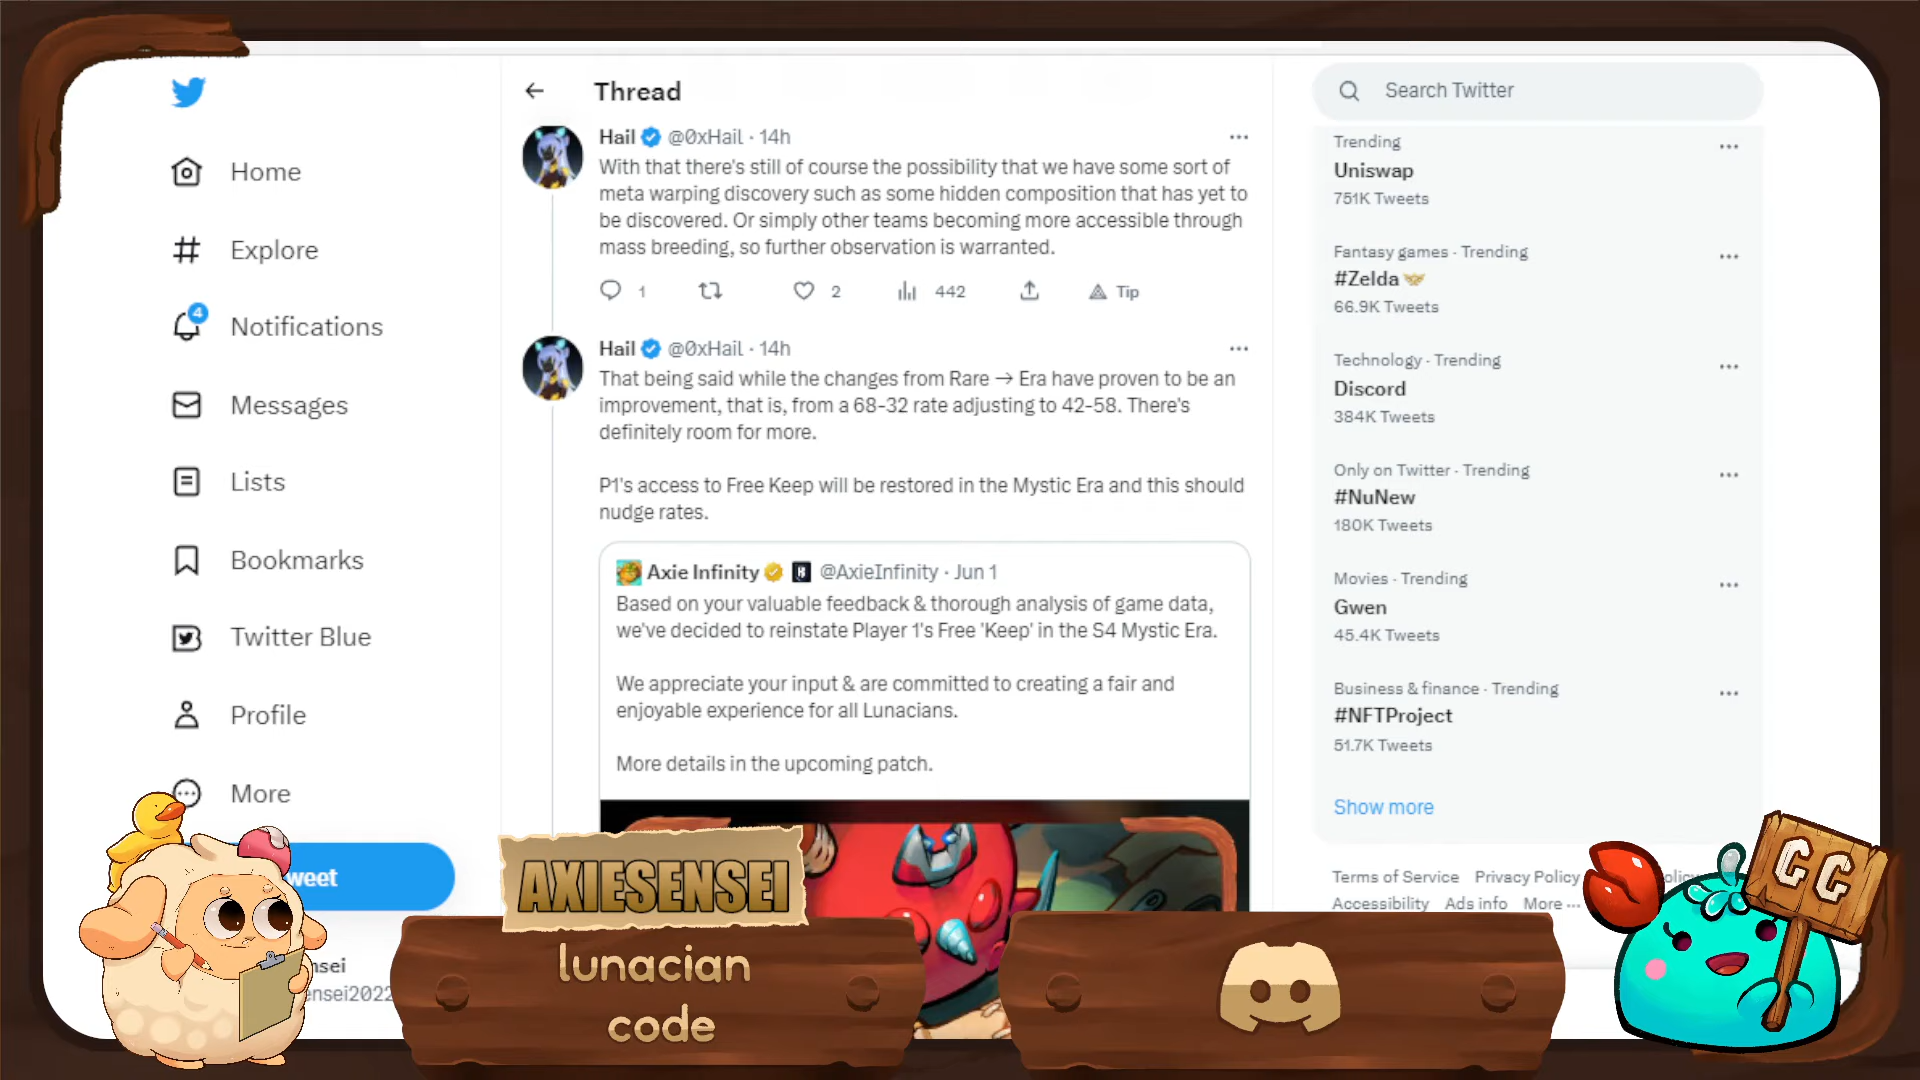 Home
Explore
4
Notifications
Messages
Lists
Bookmarks
Twitter Blue
Profile
More
weet
nsei
ensei2022
Thread
Hail @0xHail · 14h
With that there's still of course the possibility that we have some sort of
meta warping discovery such as some hidden composition that has yet to
be discovered. Or simply other teams becoming more accessible through
mass breeding, so further observation is warranted.
1 2 442 Tip
Hail @0xHail · 14h
That being said while the changes from Rare → Era have proven to be an
improvement, that is, from a 68-32 rate adjusting to 42-58. There's
definitely room for more.
P1's access to Free Keep will be restored in the Mystic Era and this should
nudge rates.
Axie Infinity @AxieInfinity · Jun 1
Based on your valuable feedback & thorough analysis of game data,
we've decided to reinstate Player 1's Free 'Keep' in the S4 Mystic Era.
We appreciate your input & are committed to creating a fair and
enjoyable experience for all Lunacians.
More details in the upcoming patch.
Search Twitter
Trending
Uniswap
751K Tweets
Fantasy games · Trending
#Zelda
66.9K Tweets
Technology · Trending
Discord
384K Tweets
Only on Twitter · Trending
#NuNew
180K Tweets
Movies · Trending
Gwen
45.4K Tweets
Business & finance · Trending
#NFTProject
51.7K Tweets
Show more
Terms of Service Privacy Policy olicy
Accessibility Ads info More ...
AXIESENSEI
lunacian
code
CC